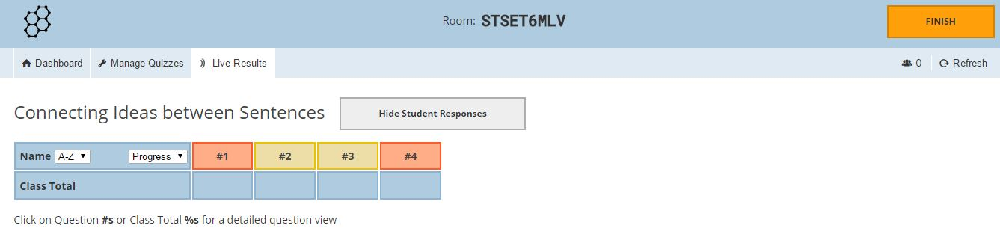 Room: STSET6MLV
FINISH
Dashboard Manage Quizzes Live Results 0 Refresh
Connecting Ideas between Sentences Hide Student Responses
Name A-Z Progress #1 #2 #3 #4
Class Total
Click on Question #s or Class Total %s for a detailed question view